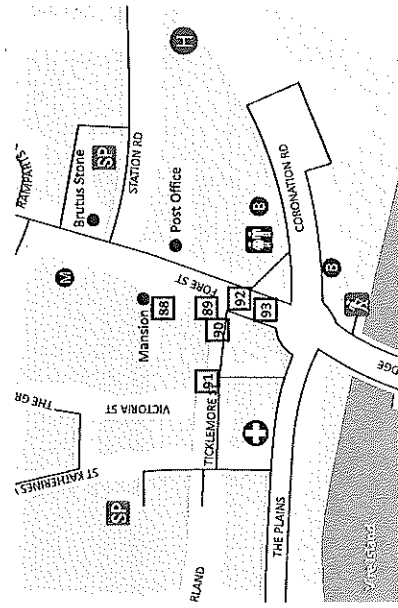 RAMPARTS
Brutus Stone
SP
STATION RD
H
Post Office
M
FORE ST
Mansion
88
89
90
92
93
91
B
B
CORONATION RD
THE GR
VICTORIA ST
ST KATHERINES
TICKLEMORE S
SP
THE PLAINS
RLAND
DGE